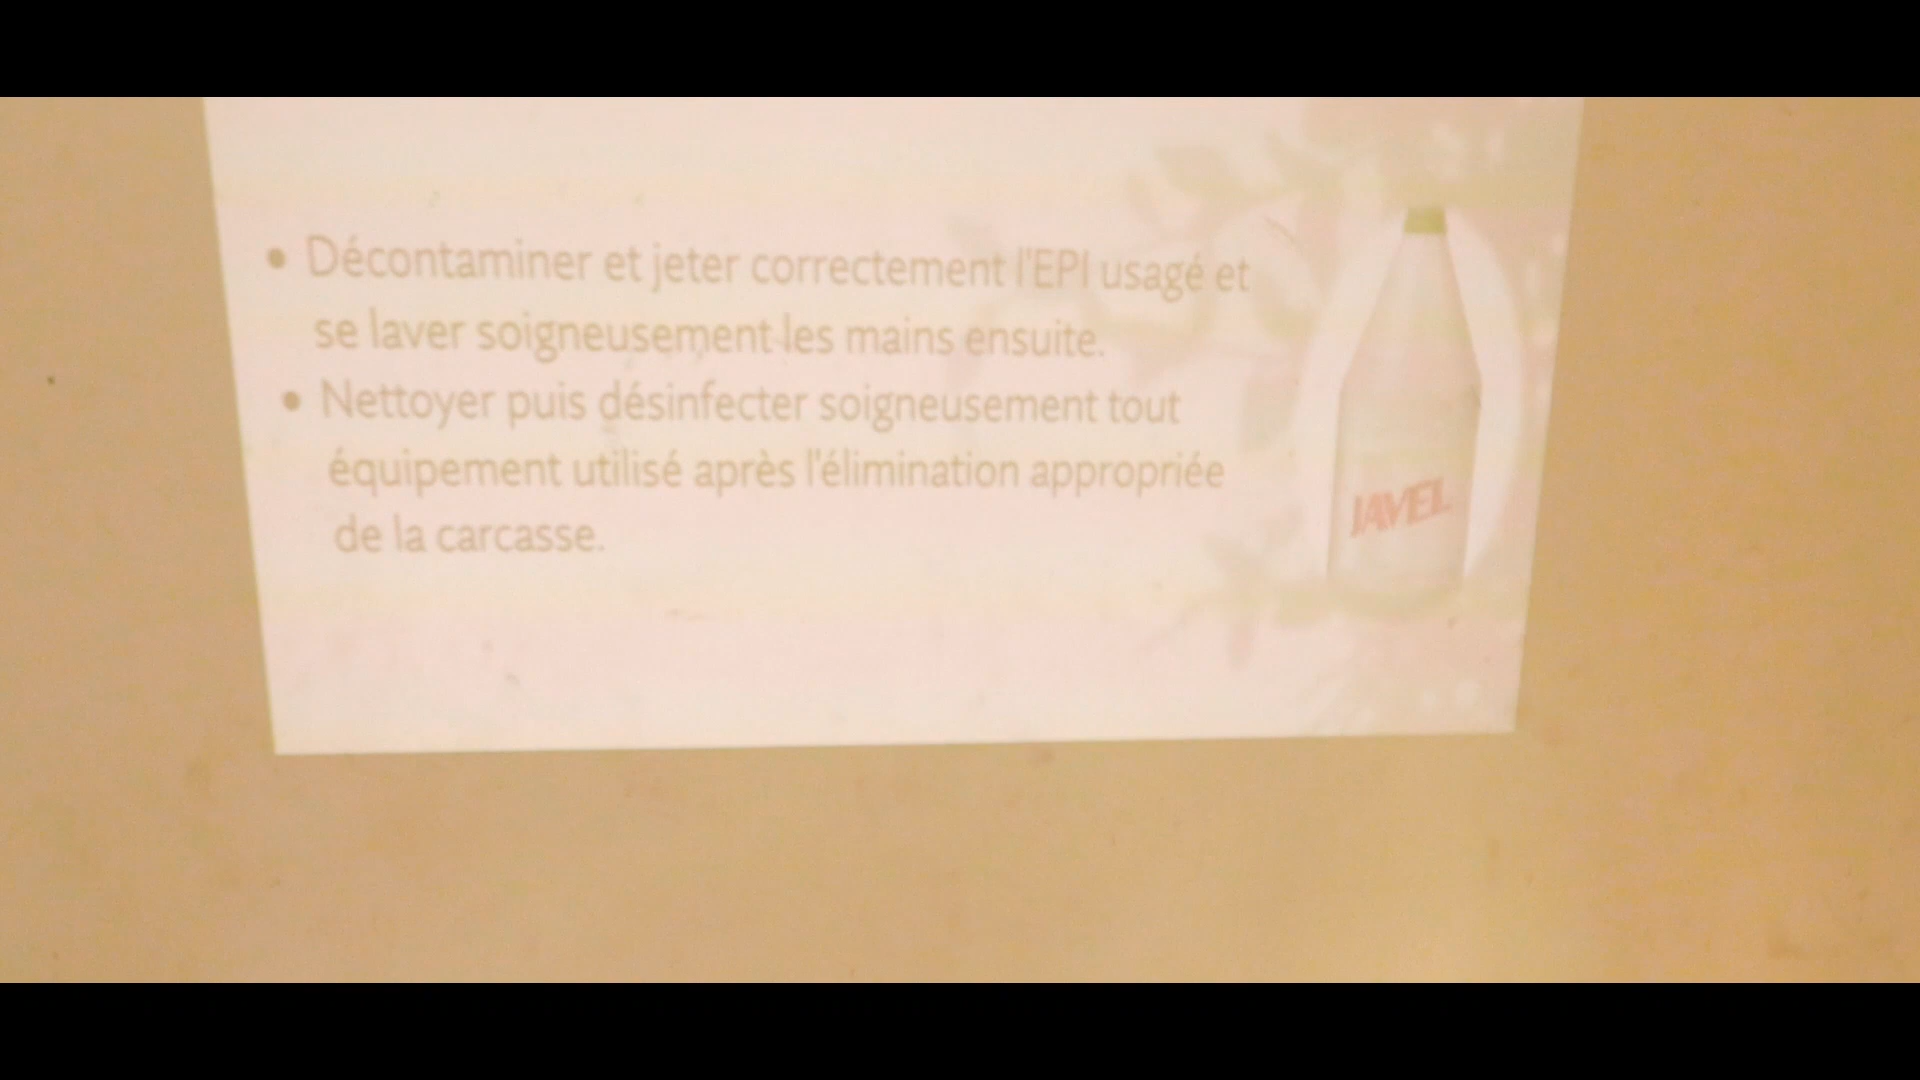 • Décontaminer et jeter correctement l'EPI usagé et
se laver soigneusement les mains ensuite.
• Nettoyer puis désinfecter soigneusement tout
équipement utilisé après l'élimination appropriée
de la carcasse.
JAVEL